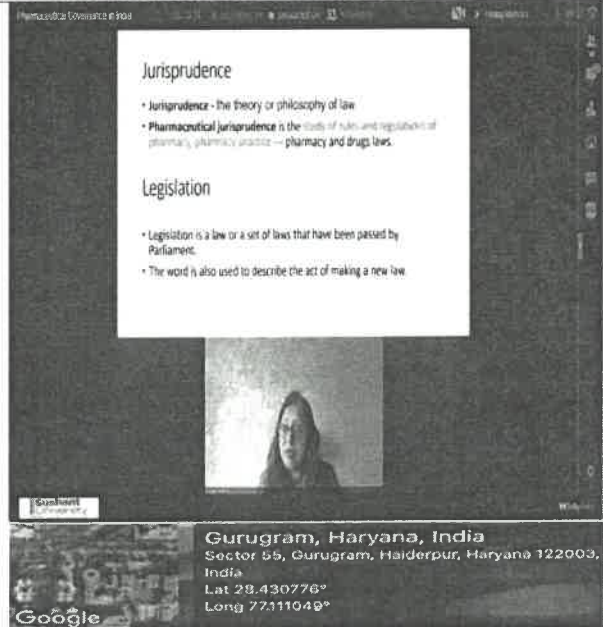 Pharmaceutical Governance in India
Jurisprudence
• Jurisprudence - the theory or philosophy of law
• Pharmaceutical jurisprudence is the study of rules and regulations of
pharmacy, pharmacy practice — pharmacy and drugs laws.
Legislation
• Legislation is a law or a set of laws that have been passed by
Parliament.
• The word is also used to describe the act of making a new law.
Sushant
University
Gurugram, Haryana, India
Sector 55, Gurugram, Haiderpur, Haryana 122003,
India
Lat 28.430776°
Long 77.111049°
Google